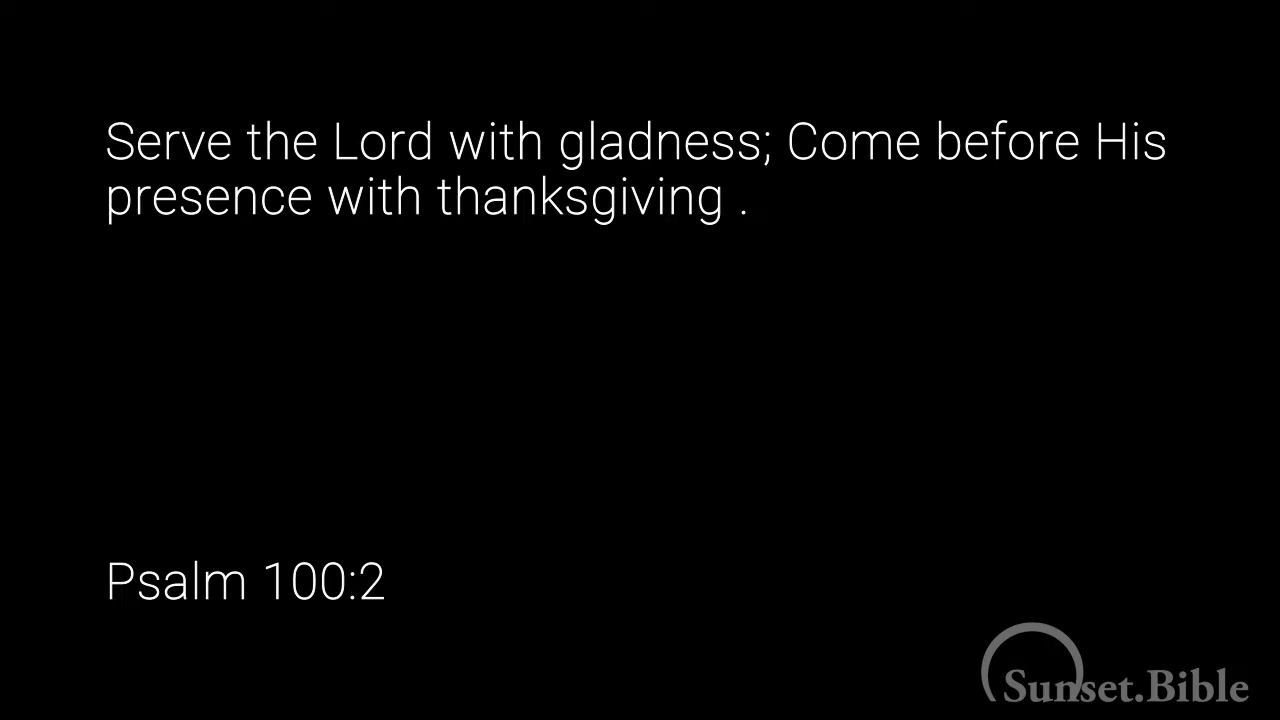 Serve the Lord with gladness; Come before His
presence with thanksgiving .
Psalm 100:2
Sunset.Bible